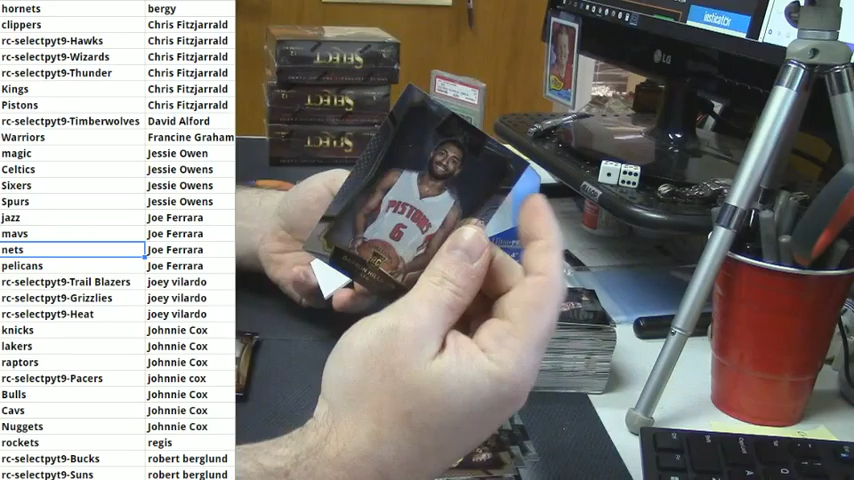 hornets bergy
clippers Chris Fitzjarrald
rc-selectpyt9-Hawks Chris Fitzjarrald
rc-selectpyt9-Wizards Chris Fitzjarrald
rc-selectpyt9-Thunder Chris Fitzjarrald
Kings Chris Fitzjarrald
Pistons Chris Fitzjarrald
rc-selectpyt9-Timberwolves David Alford
Warriors Francine Graham
magic Jessie Owen
Celtics Jessie Owens
Sixers Jessie Owens
Spurs Jessie Owens
jazz Joe Ferrara
mavs Joe Ferrara
nets Joe Ferrara
pelicans Joe Ferrara
rc-selectpyt9-Trail Blazers joey vilardo
rc-selectpyt9-Grizzlies joey vilardo
rc-selectpyt9-Heat joey vilardo
knicks Johnnie Cox
lakers Johnnie Cox
raptors Johnnie Cox
rc-selectpyt9-Pacers johnnie cox
Bulls Johnnie Cox
Cavs Johnnie Cox
Nuggets Johnnie Cox
rockets regis
rc-selectpyt9-Bucks robert berglund
rc-selectpyt9-Suns robert berglund
SELECT
SELECT
SELECT
PISTONS
6
LG